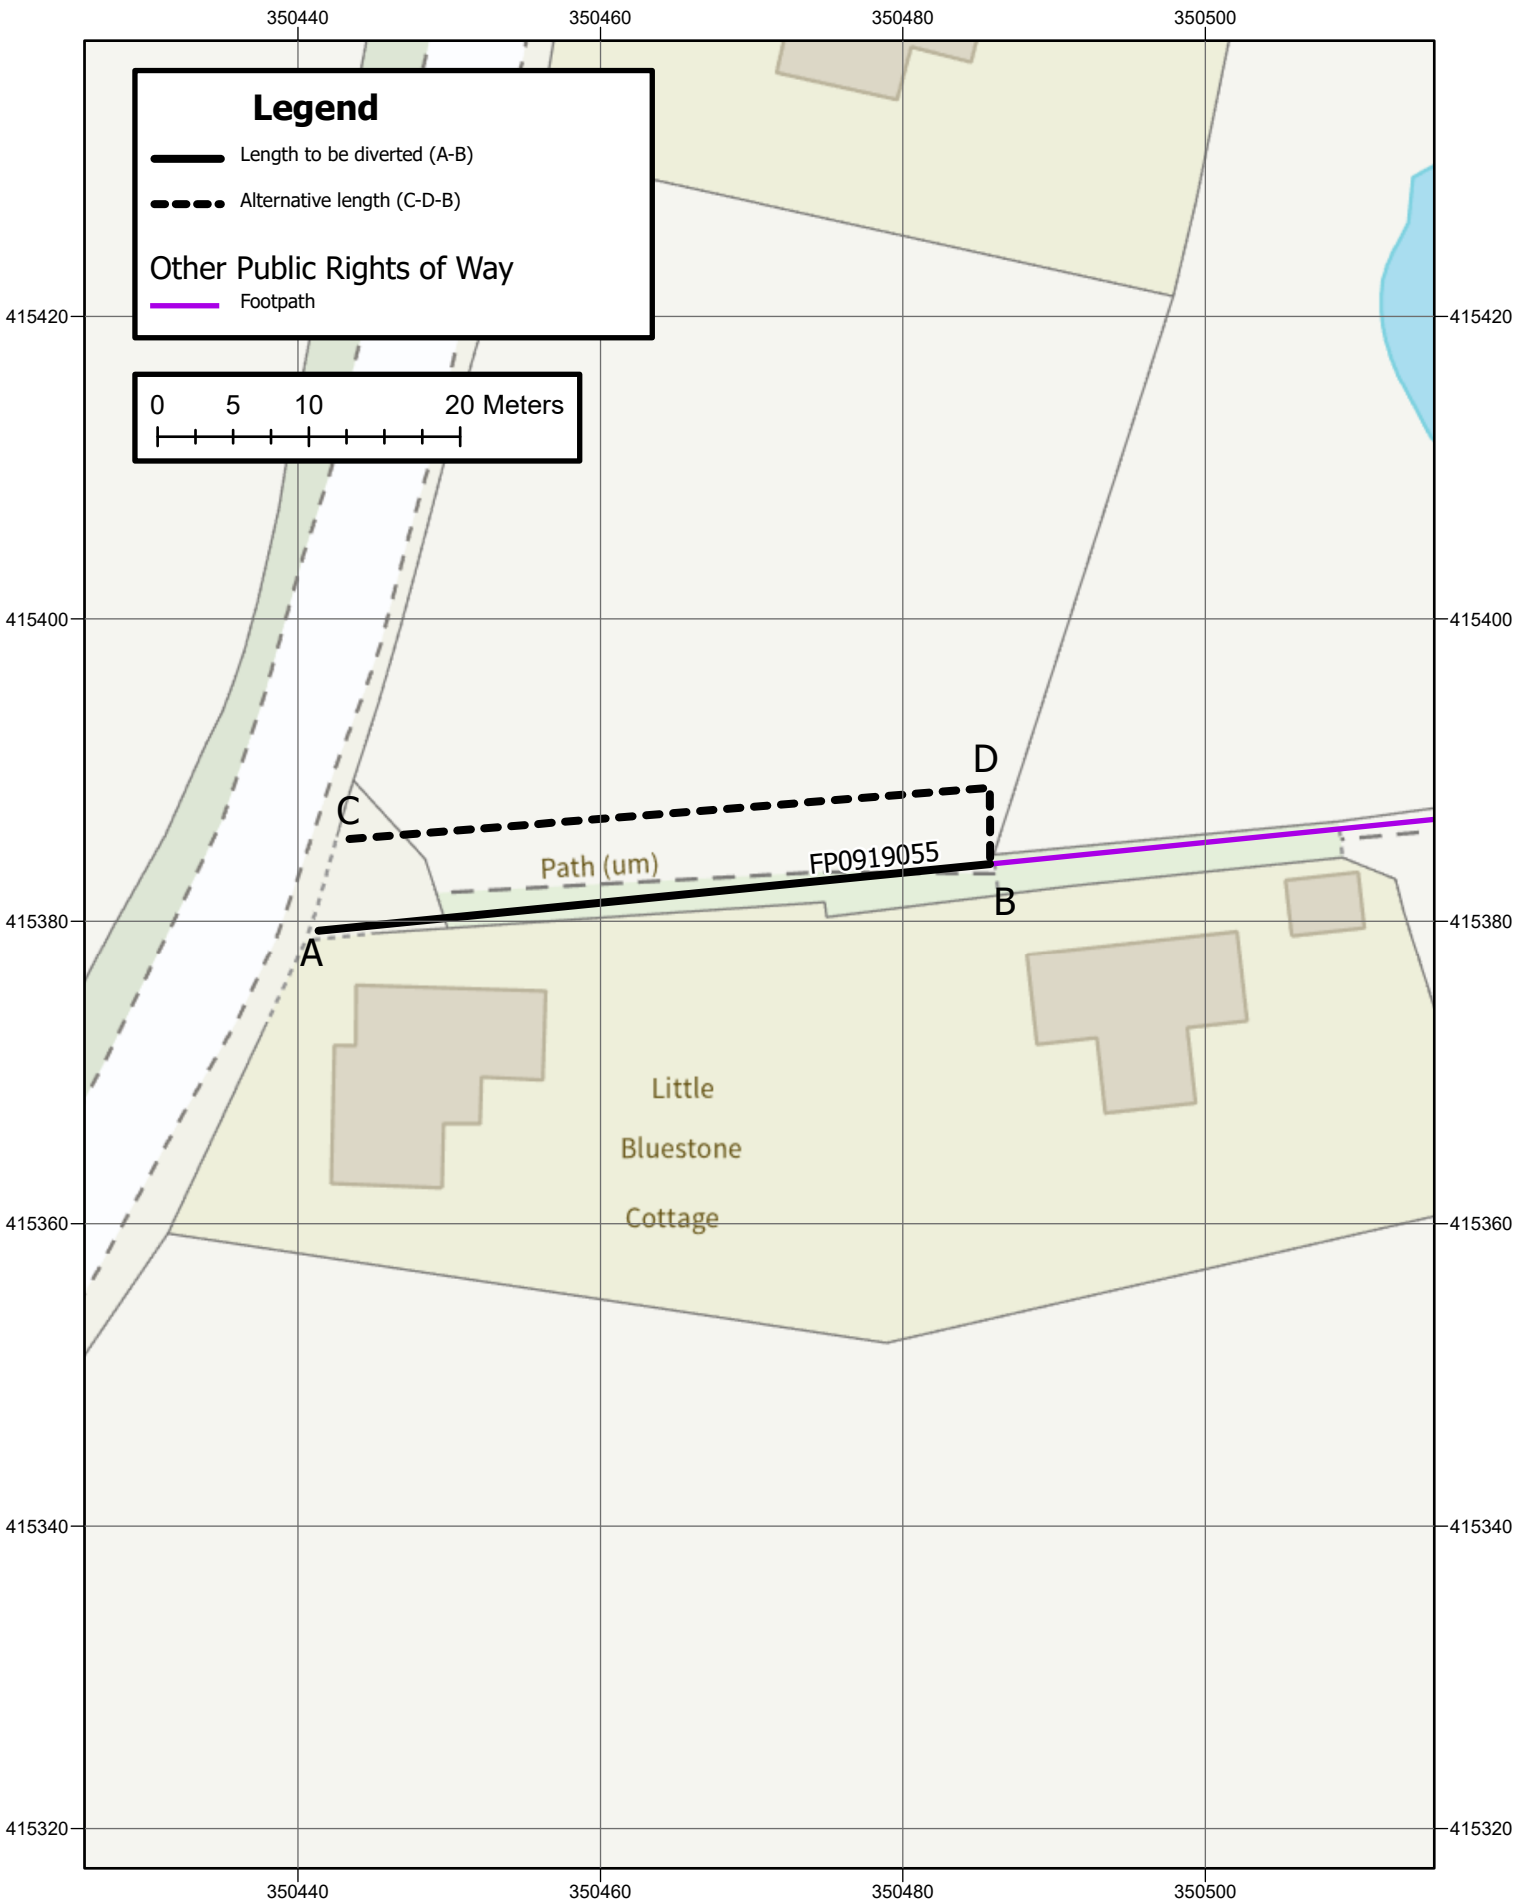 350440 350460 350480 350500
Legend
Length to be diverted (A-B)
Alternative length (C-D-B)
Other Public Rights of Way
Footpath
415420 415420
0 5 10 20 Meters
415400 415400
D
C
FP0919055
Path (um)
B
415380 415380
A
Little
Bluestone
Cottage
415360 415360
415340 415340
415320 415320
350440 350460 350480 350500